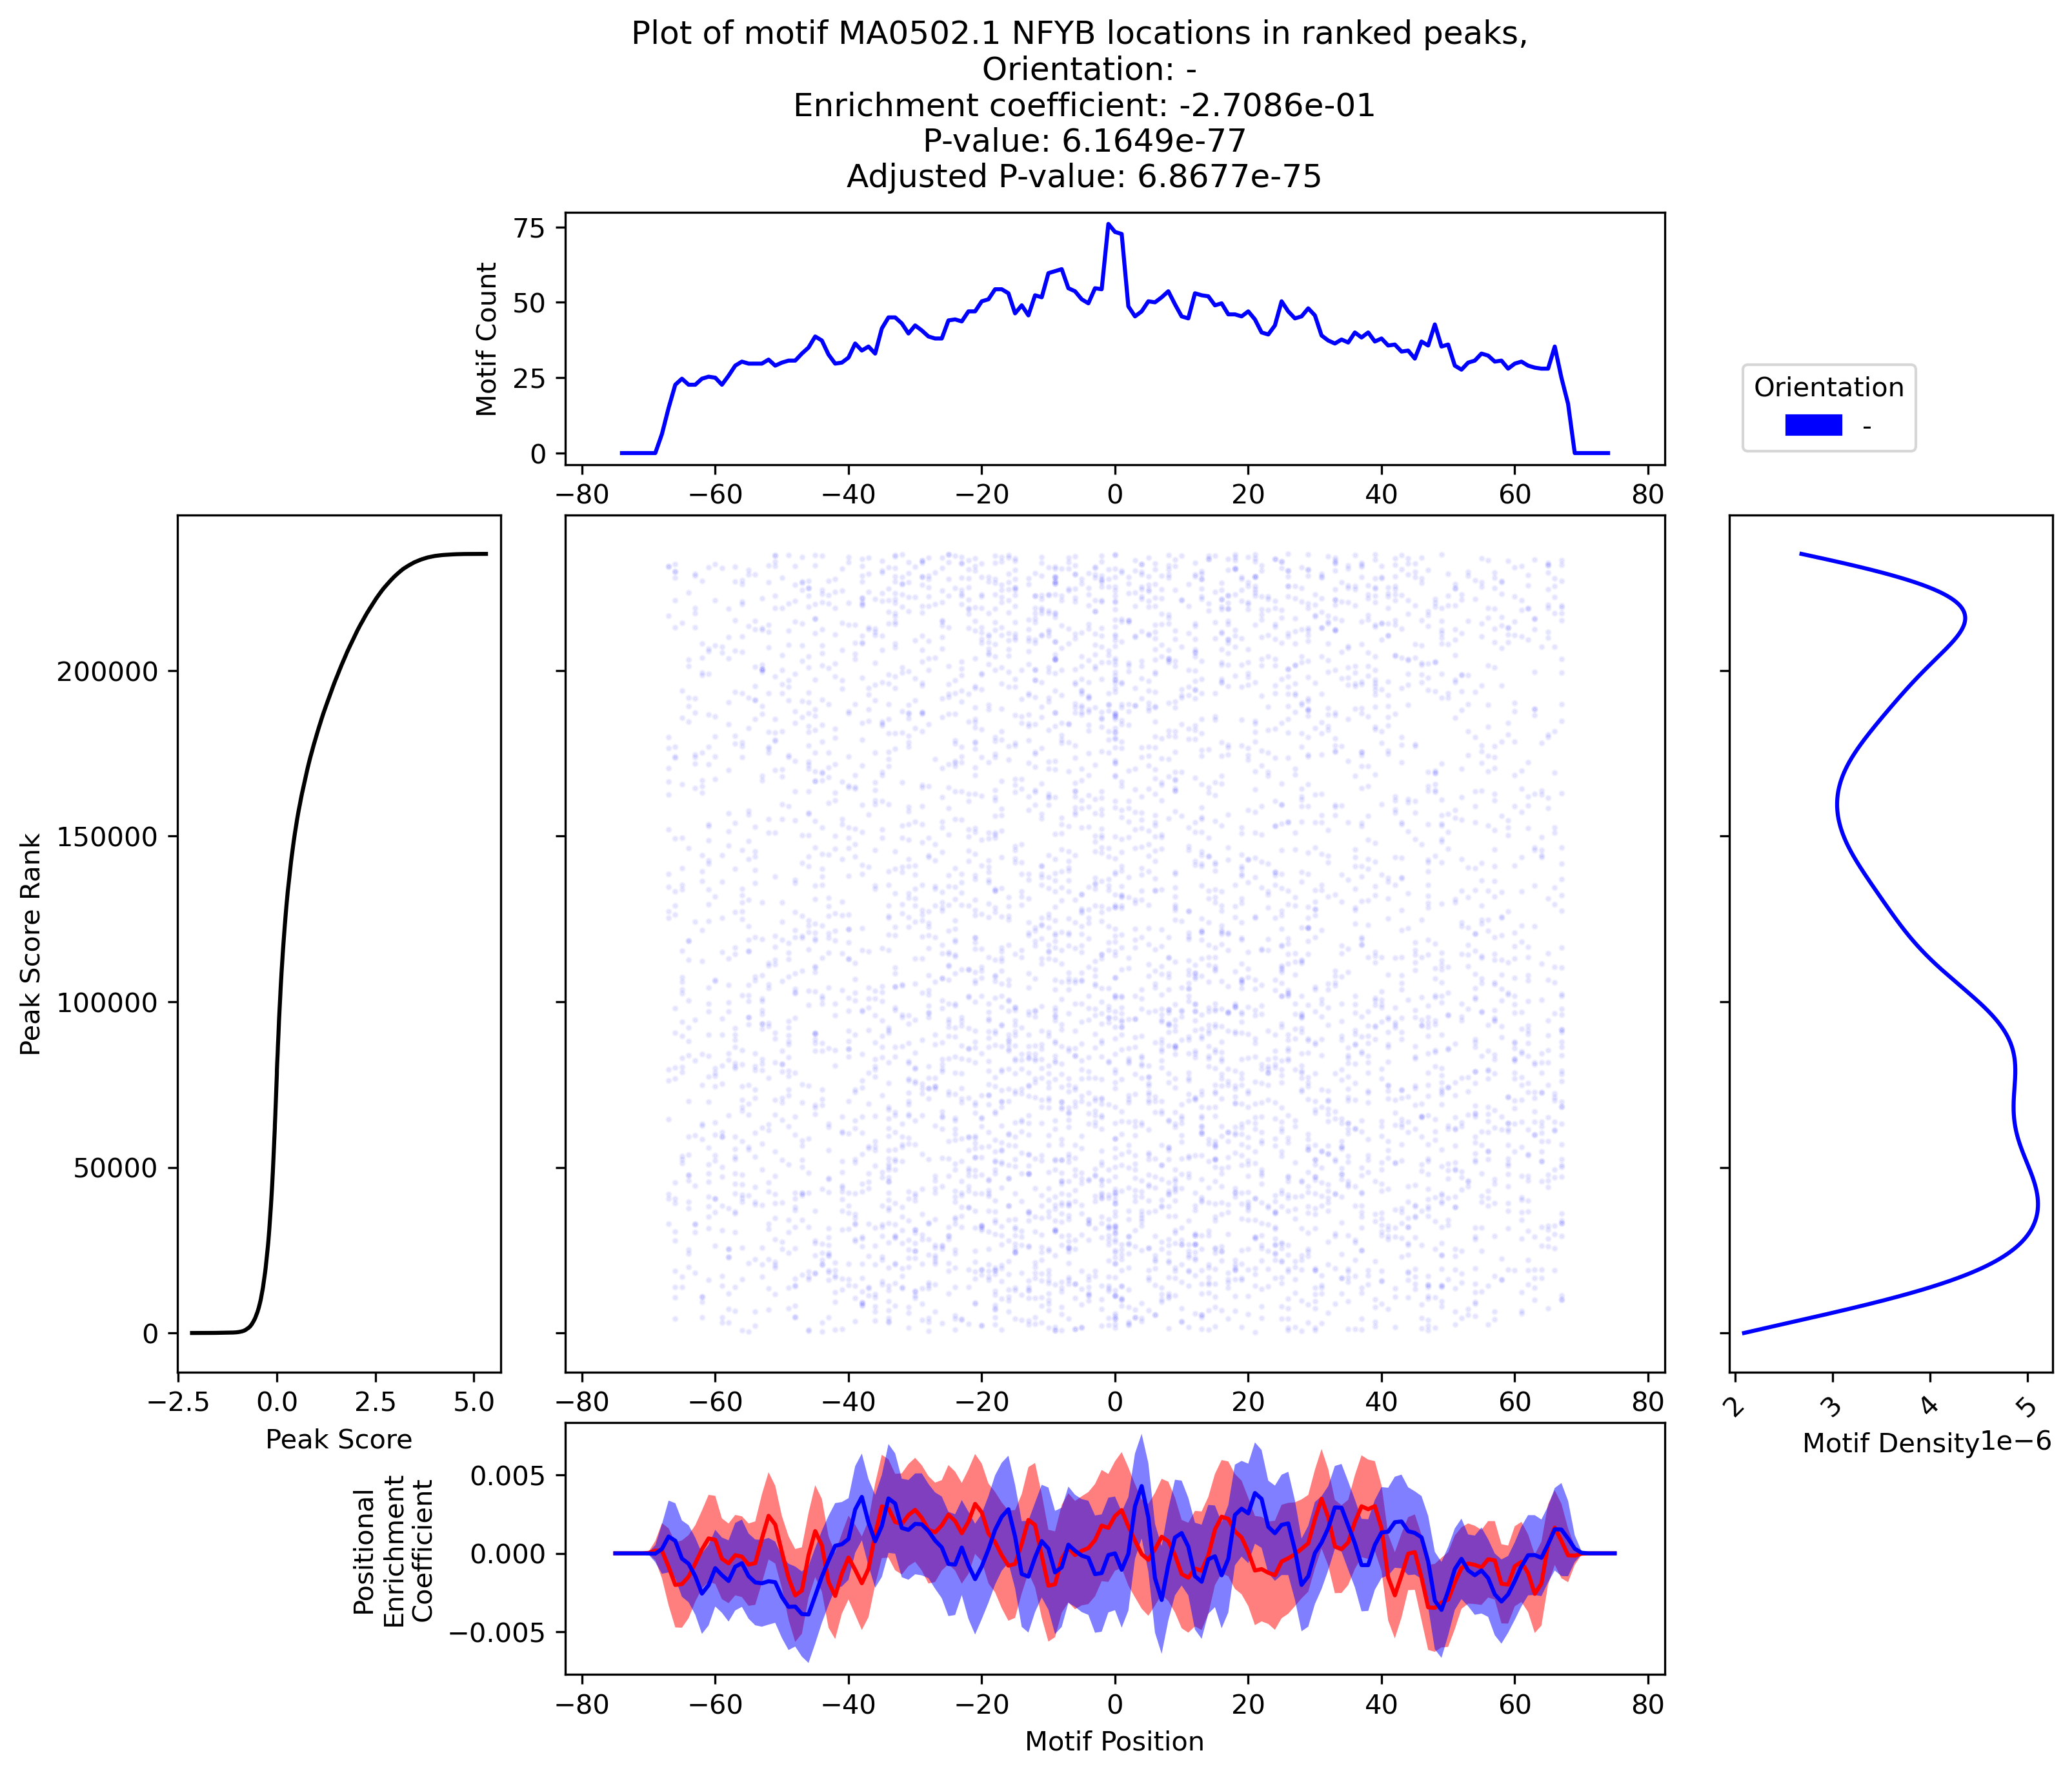 Plot of motif MA0502.1 NFYB locations in ranked peaks,
Orientation: -
Enrichment coefficient: -2.7086e-01
P-value: 6.1649e-77
Adjusted P-value: 6.8677e-75
Motif Count
75
50
25
0
−80 −60 −40 −20 0 20 40 60 80
Orientation
-
Peak Score Rank
200000
150000
100000
50000
0
−2.5 0.0 2.5 5.0
Peak Score
−80 −60 −40 −20 0 20 40 60 80
2 3 4 5
Motif Density
1e−6
Positional
Enrichment
Coefficient
0.005
0.000
−0.005
−80 −60 −40 −20 0 20 40 60 80
Motif Position